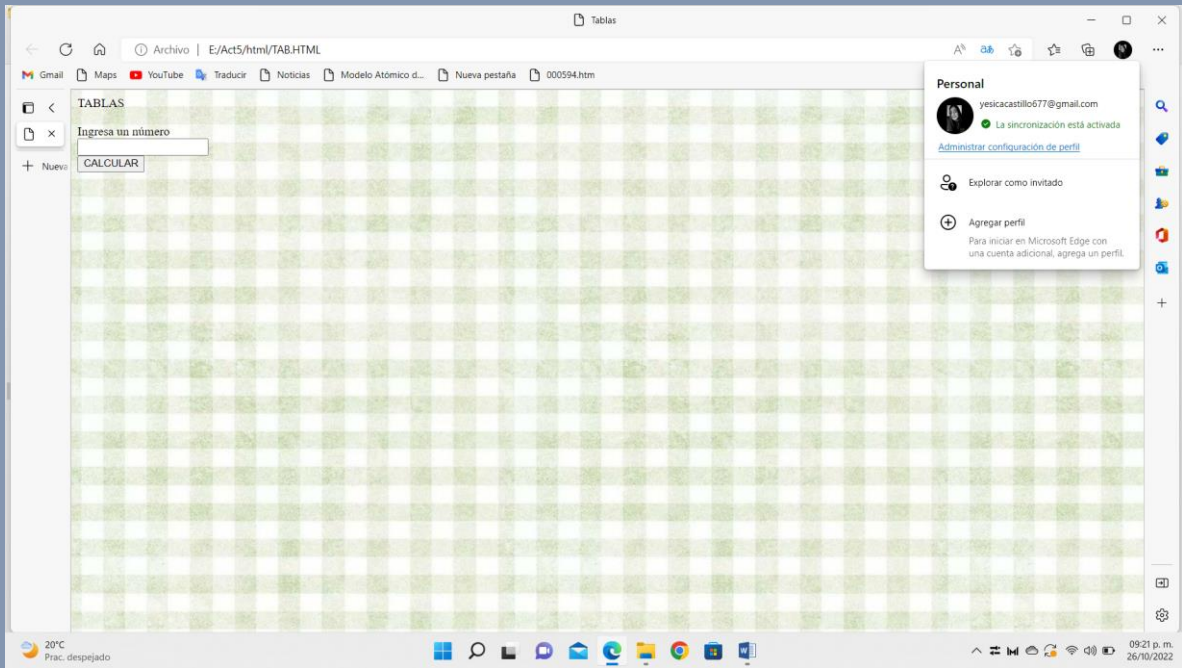 Tablas
Archivo | E:/Act5/html/TAB.HTML
Gmail Maps YouTube Traducir Noticias Modelo Atómico d... Nueva pestaña 000594.htm
TABLAS
Ingresa un número
CALCULAR
Nueva
Personal
yesicacastillo677@gmail.com
La sincronización está activada
Administrar configuración de perfil
Explorar como invitado
Agregar perfil
Para iniciar en Microsoft Edge con
una cuenta adicional, agrega un perfil.
20°C
Prac. despejado
09:21 p. m.
26/10/2022